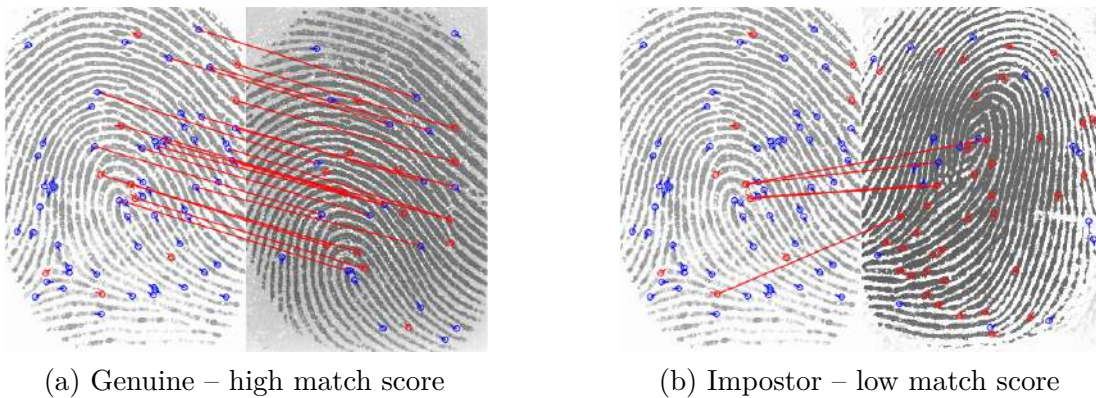 (a) Genuine – high match score
(b) Impostor – low match score